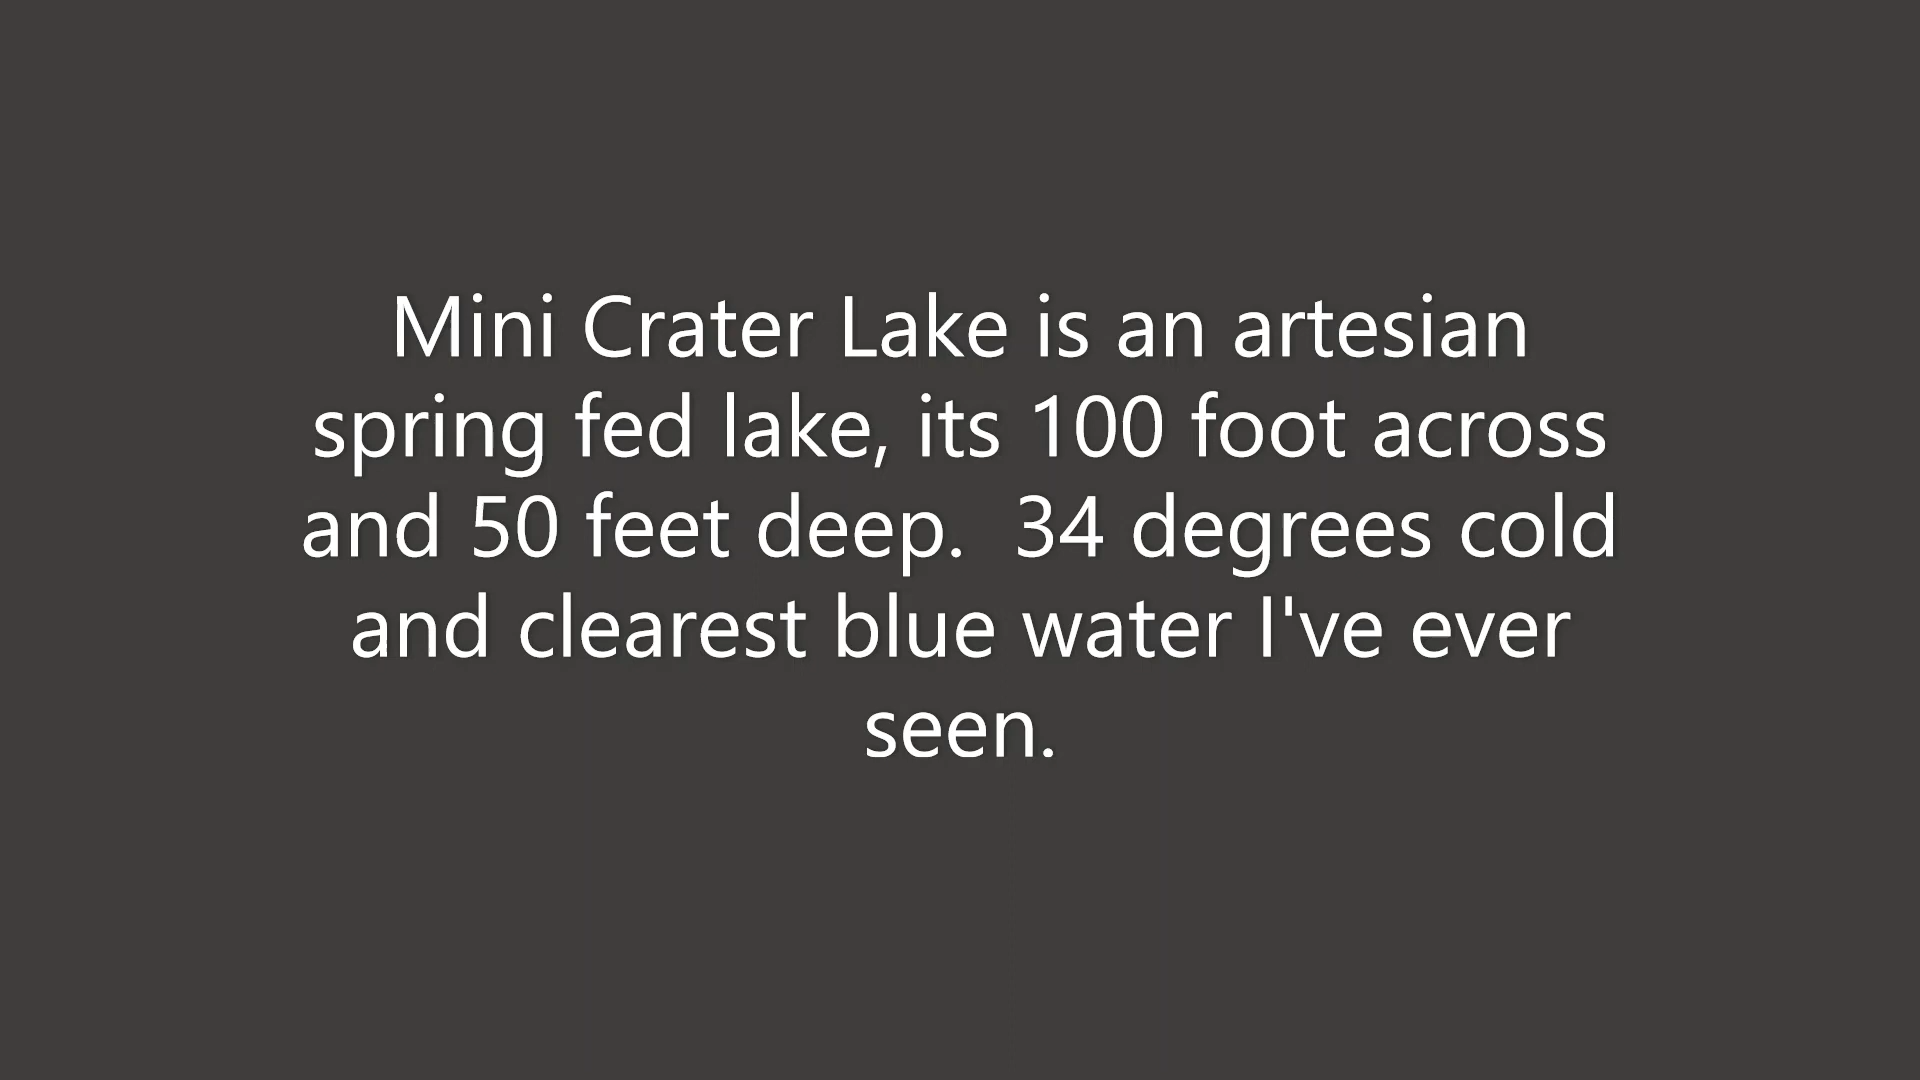 Mini Crater Lake is an artesian
spring fed lake, its 100 foot across
and 50 feet deep.  34 degrees cold
and clearest blue water I've ever
seen.